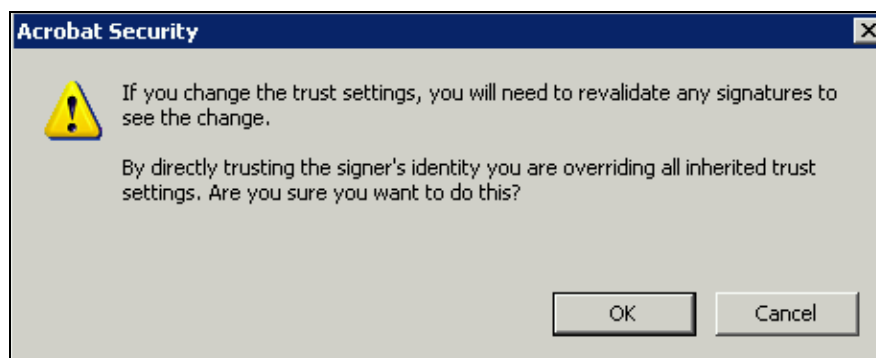 Acrobat Security
If you change the trust settings, you will need to revalidate any signatures to
see the change.
By directly trusting the signer's identity you are overriding all inherited trust
settings. Are you sure you want to do this?
OK Cancel